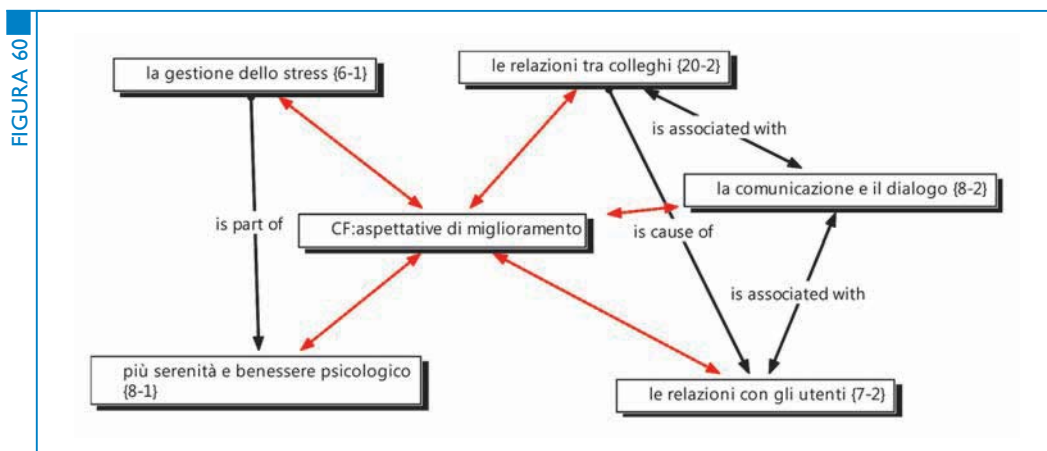 FIGURA 60
la gestione dello stress {6-1}
le relazioni tra colleghi {20-2}
is associated with
la comunicazione e il dialogo {8-2}
is part of
CF:aspettative di miglioramento
is cause of
is associated with
più serenità e benessere psicologico
{8-1}
le relazioni con gli utenti {7-2}